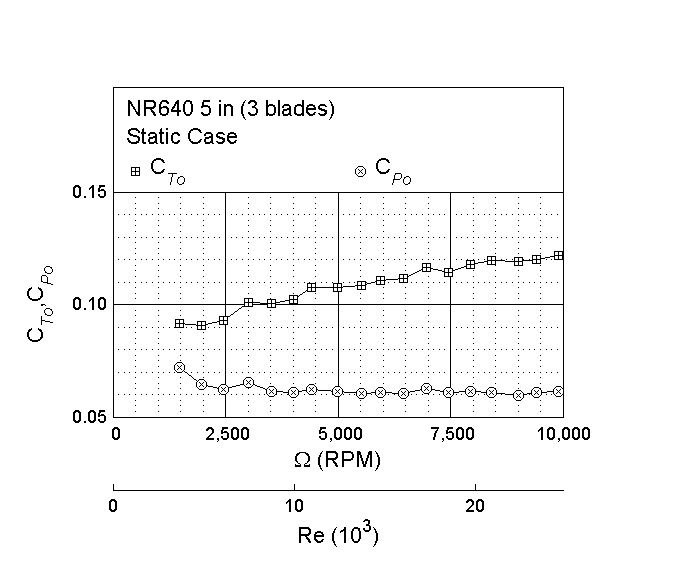 NR640 5 in (3 blades)
Static Case
C_To C_Po
0.15
0.10
0.05
C_To, C_Po
0 2,500 5,000 7,500 10,000
Ω (RPM)
0 10 20
Re (10^3)